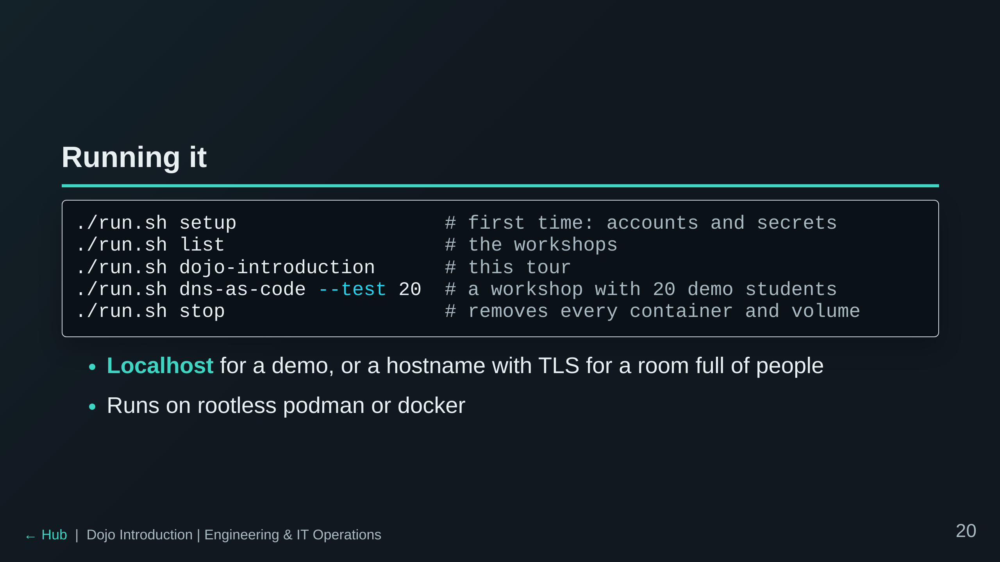 Running it
./run.sh setup                  # first time: accounts and secrets
./run.sh list                   # the workshops
./run.sh dojo-introduction      # this tour
./run.sh dns-as-code --test 20  # a workshop with 20 demo students
./run.sh stop                   # removes every container and volume
• Localhost for a demo, or a hostname with TLS for a room full of people
• Runs on rootless podman or docker
← Hub | Dojo Introduction | Engineering & IT Operations
20